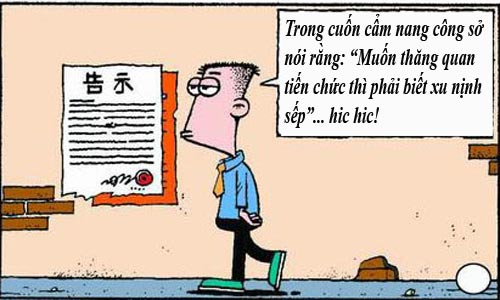 Trong cuốn cẩm nang công sở
nói rằng: “Muốn thăng quan
tiến chức thì phải biết xu nịnh
sếp”... hic hic!
告示